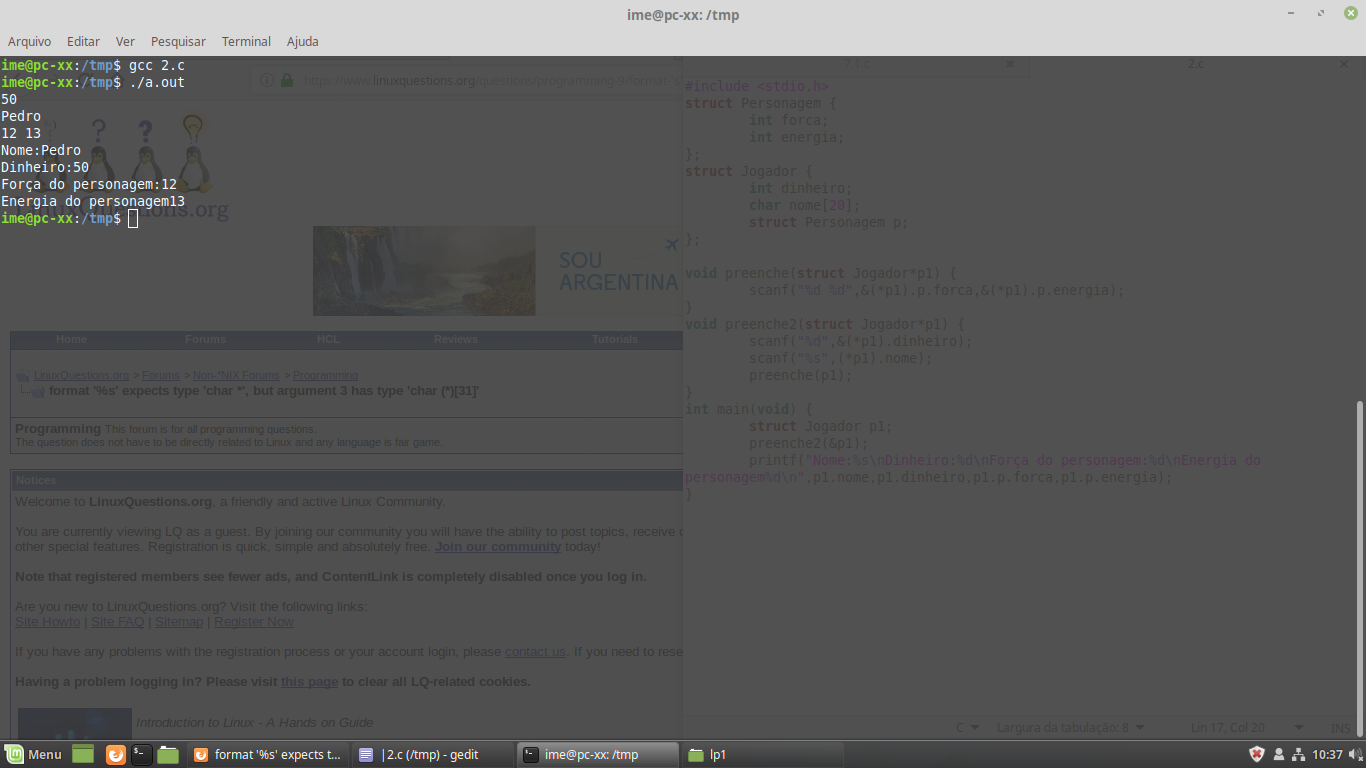 ime@pc-xx: /tmp
Arquivo Editar Ver Pesquisar Terminal Ajuda
ime@pc-xx:/tmp$ gcc 2.c
ime@pc-xx:/tmp$ ./a.out
50
Pedro
12 13
Nome:Pedro
Dinheiro:50
Força do personagem:12
Energia do personagem13
ime@pc-xx:/tmp$
https://www.linuxquestions.org/questions/programming-9/format-
LinuxQuestions.org
SOU
ARGENTINA
Home Forums HCL Reviews Tutorials
LinuxQuestions.org > Forums > Non-*NIX Forums > Programming
format '%s' expects type 'char *', but argument 3 has type 'char (*)[31]'
Programming This forum is for all programming questions.
The question does not have to be directly related to Linux and any language is fair game.
Notices
Welcome to LinuxQuestions.org, a friendly and active Linux Community.
You are currently viewing LQ as a guest. By joining our community you will have the ability to post topics, receive
other special features. Registration is quick, simple and absolutely free. Join our community today!
Note that registered members see fewer ads, and ContentLink is completely disabled once you log in.
Are you new to LinuxQuestions.org? Visit the following links:
Site Howto | Site FAQ | Sitemap | Register Now
If you have any problems with the registration process or your account login, please contact us. If you need to rese
Having a problem logging in? Please visit this page to clear all LQ-related cookies.
Introduction to Linux - A Hands on Guide
2.c
#include <stdio.h>
struct Personagem {
int forca;
int energia;
};
struct Jogador {
int dinheiro;
char nome[20];
struct Personagem p;
};
void preenche(struct Jogador*p1) {
scanf("%d %d",&(*p1).p.forca,&(*p1).p.energia);
}
void preenche2(struct Jogador*p1) {
scanf("%d",&(*p1).dinheiro);
scanf("%s",(*p1).nome);
preenche(p1);
}
int main(void) {
struct Jogador p1;
preenche2(&p1);
printf("Nome:%s\nDinheiro:%d\nForça do personagem:%d\nEnergia do
personagem%d\n",p1.nome,p1.dinheiro,p1.p.forca,p1.p.energia);
}
C Largura da tabulação: 8 Lin 17, Col 20 INS
Menu format '%s' expects t... |2.c (/tmp) - gedit ime@pc-xx: /tmp lp1 10:37